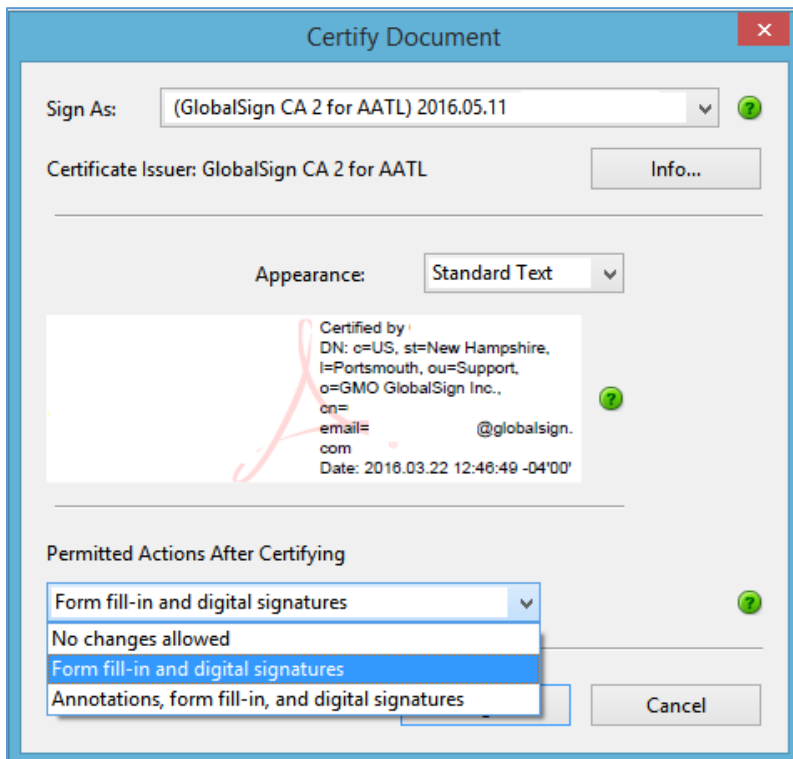 Certify Document
Sign As:
(GlobalSign CA 2 for AATL) 2016.05.11
Certificate Issuer: GlobalSign CA 2 for AATL
Info...
Appearance:
Standard Text
Certified by
DN: c=US, st=New Hampshire,
l=Portsmouth, ou=Support,
o=GMO GlobalSign Inc.,
cn=
email= @globalsign.
com
Date: 2016.03.22 12:46:49 -04'00'
Permitted Actions After Certifying
Form fill-in and digital signatures
No changes allowed
Form fill-in and digital signatures
Annotations, form fill-in, and digital signatures
Cancel